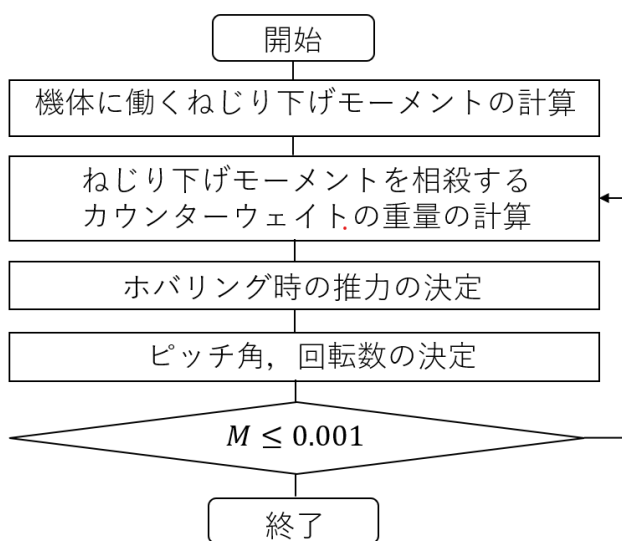 開始
機体に働くねじり下げモーメントの計算
ねじり下げモーメントを相殺する
カウンターウェイトの重量の計算
ホバリング時の推力の決定
ピッチ角，回転数の決定
M ≤ 0.001
終了